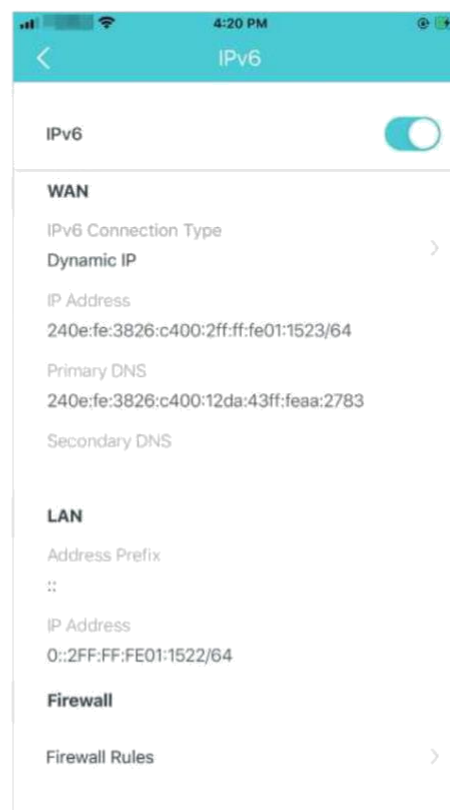 4:20 PM
IPv6
IPv6
WAN
IPv6 Connection Type
Dynamic IP
IP Address
240e:fe:3826:c400:2ff:ff:fe01:1523/64
Primary DNS
240e:fe:3826:c400:12da:43ff:feaa:2783
Secondary DNS
LAN
Address Prefix
::
IP Address
0::2FF:FF:FE01:1522/64
Firewall
Firewall Rules